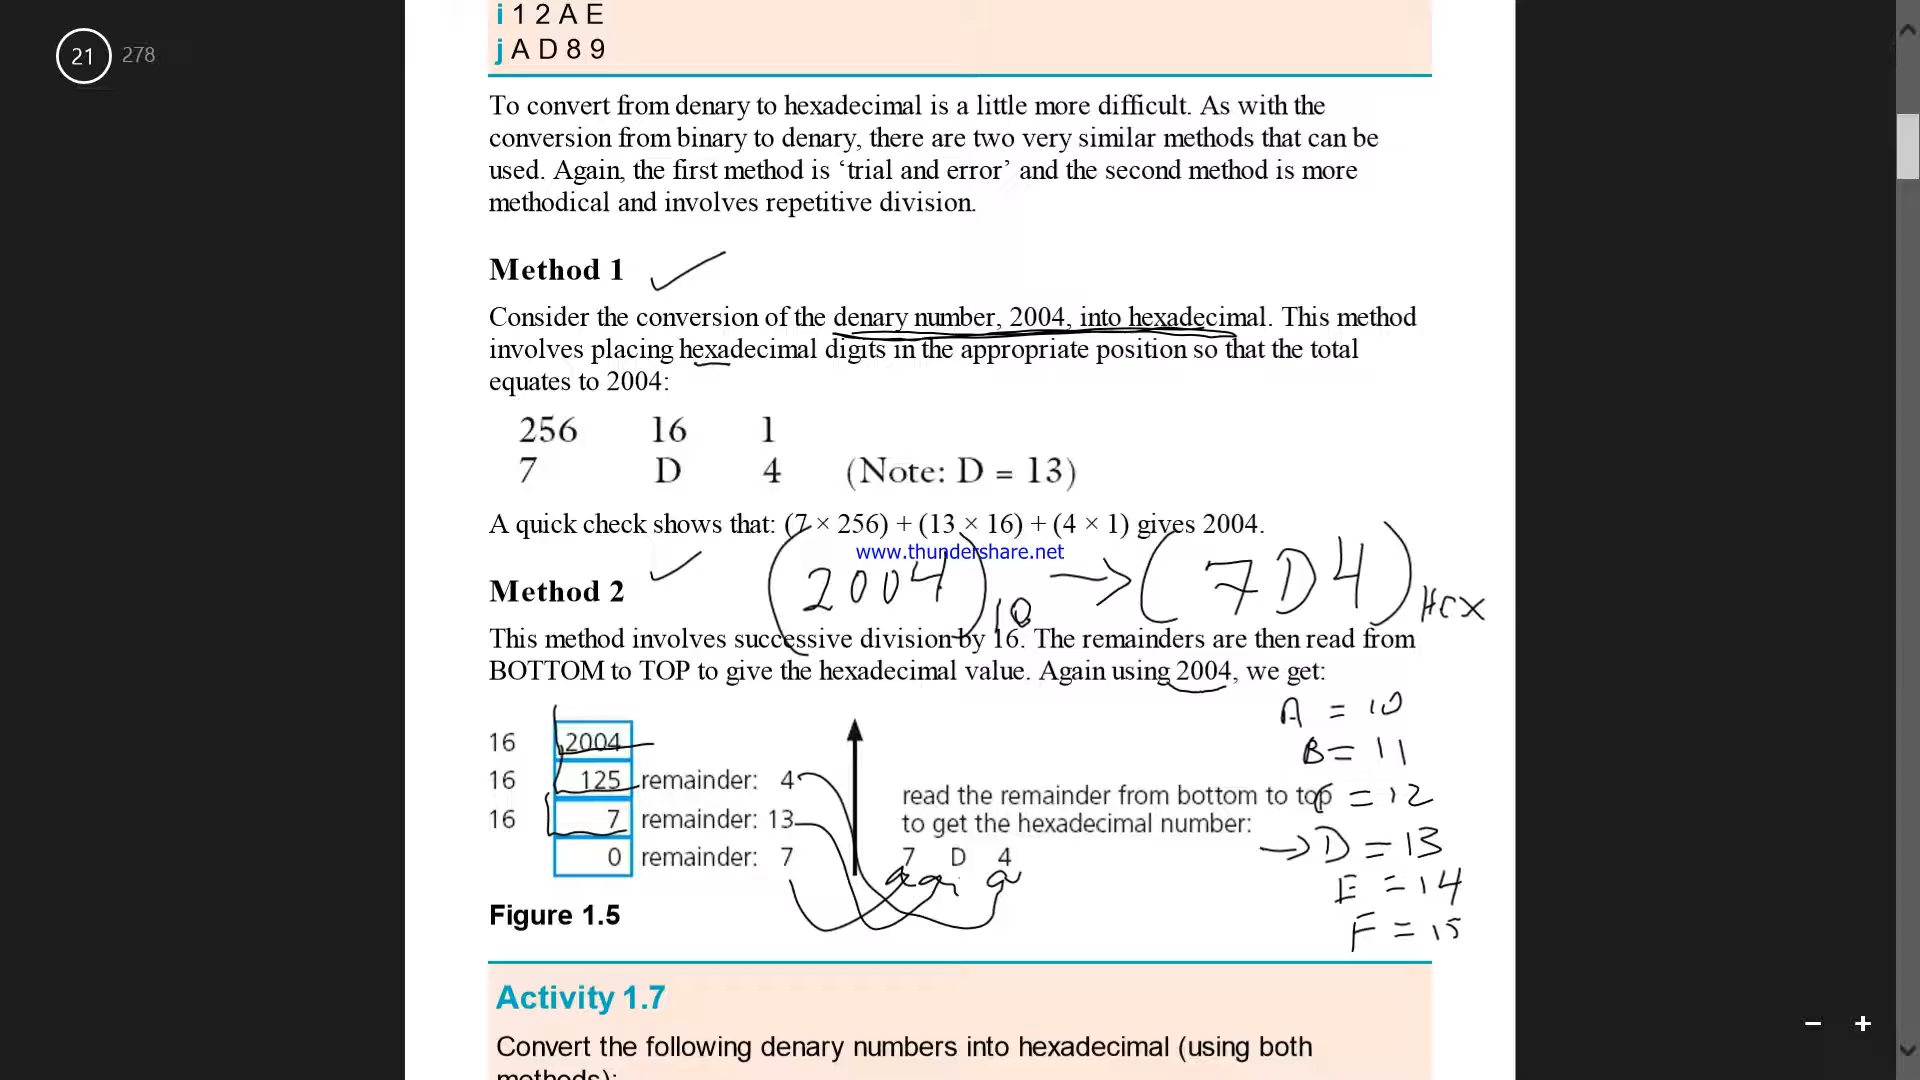 21 278
i 1 2 A E
j A D 8 9
To convert from denary to hexadecimal is a little more difficult. As with the
conversion from binary to denary, there are two very similar methods that can be
used. Again, the first method is ‘trial and error’ and the second method is more
methodical and involves repetitive division.
Method 1
Consider the conversion of the denary number, 2004, into hexadecimal. This method
involves placing hexadecimal digits in the appropriate position so that the total
equates to 2004:
256 16 1
7 D 4 (Note: D = 13)
A quick check shows that: (7 × 256) + (13 × 16) + (4 × 1) gives 2004.
www.thundershare.net
(2004)10 → (7D4)HEX
Method 2
This method involves successive division by 16. The remainders are then read from
BOTTOM to TOP to give the hexadecimal value. Again using 2004, we get:
A = 10
B = 11
C = 12
→ D = 13
E = 14
F = 15
16 2004
16 125 remainder: 4
16 7 remainder: 13
0 remainder: 7
read the remainder from bottom to top
to get the hexadecimal number:
7 D 4
Figure 1.5
Activity 1.7
Convert the following denary numbers into hexadecimal (using both
methods):